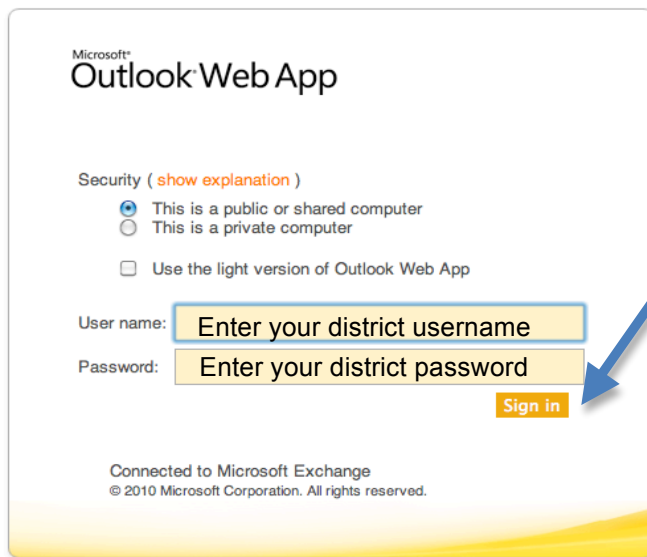 Microsoft®
Outlook Web App
Security ( show explanation )
This is a public or shared computer
This is a private computer
Use the light version of Outlook Web App
User name: Enter your district username
Password: Enter your district password
Sign in
Connected to Microsoft Exchange
© 2010 Microsoft Corporation. All rights reserved.